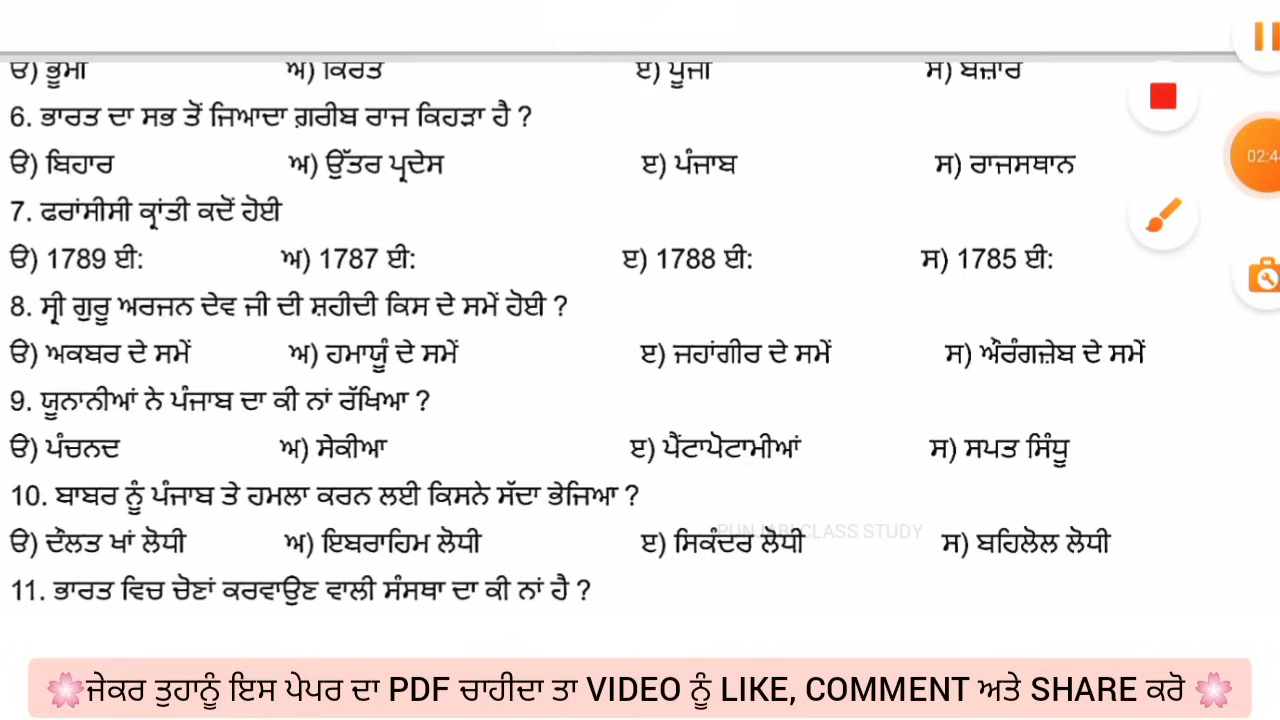 ੳ) ਭੂਮੀ ਅ) ਕਿਰਤ ੲ) ਪੂੰਜੀ ਸ) ਬਜ਼ਾਰ
6. ਭਾਰਤ ਦਾ ਸਭ ਤੋਂ ਜਿਆਦਾ ਗ਼ਰੀਬ ਰਾਜ ਕਿਹੜਾ ਹੈ ?
ੳ) ਬਿਹਾਰ ਅ) ਉੱਤਰ ਪ੍ਰਦੇਸ ੲ) ਪੰਜਾਬ ਸ) ਰਾਜਸਥਾਨ
7. ਫਰਾਂਸੀਸੀ ਕ੍ਰਾਂਤੀ ਕਦੋਂ ਹੋਈ
ੳ) 1789 ਈ: ਅ) 1787 ਈ: ੲ) 1788 ਈ: ਸ) 1785 ਈ:
8. ਸ੍ਰੀ ਗੁਰੂ ਅਰਜਨ ਦੇਵ ਜੀ ਦੀ ਸ਼ਹੀਦੀ ਕਿਸ ਦੇ ਸਮੇਂ ਹੋਈ ?
ੳ) ਅਕਬਰ ਦੇ ਸਮੇਂ ਅ) ਹਮਾਯੂੰ ਦੇ ਸਮੇਂ ੲ) ਜਹਾਂਗੀਰ ਦੇ ਸਮੇਂ ਸ) ਔਰੰਗਜ਼ੇਬ ਦੇ ਸਮੇਂ
9. ਯੂਨਾਨੀਆਂ ਨੇ ਪੰਜਾਬ ਦਾ ਕੀ ਨਾਂ ਰੱਖਿਆ ?
ੳ) ਪੰਚਨਦ ਅ) ਸੇਕੀਆ ੲ) ਪੈਂਟਾਪੋਟਾਮੀਆਂ ਸ) ਸਪਤ ਸਿੰਧੂ
10. ਬਾਬਰ ਨੂੰ ਪੰਜਾਬ ਤੇ ਹਮਲਾ ਕਰਨ ਲਈ ਕਿਸਨੇ ਸੱਦਾ ਭੇਜਿਆ ?
PUNJABI CLASS STUDY
ੳ) ਦੌਲਤ ਖਾਂ ਲੋਧੀ ਅ) ਇਬਰਾਹਿਮ ਲੋਧੀ ੲ) ਸਿਕੰਦਰ ਲੋਧੀ ਸ) ਬਹਿਲੋਲ ਲੋਧੀ
11. ਭਾਰਤ ਵਿਚ ਚੋਣਾਂ ਕਰਵਾਉਣ ਵਾਲੀ ਸੰਸਥਾ ਦਾ ਕੀ ਨਾਂ ਹੈ ?
🌸ਜੇਕਰ ਤੁਹਾਨੂੰ ਇਸ ਪੇਪਰ ਦਾ PDF ਚਾਹੀਦਾ ਤਾ VIDEO ਨੂੰ LIKE, COMMENT ਅਤੇ SHARE ਕਰੋ 🌸